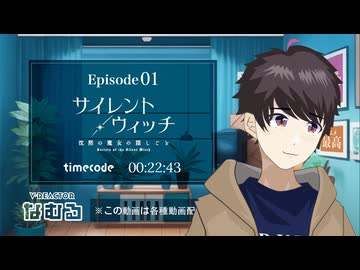 Episode 01
サイレント
ウィッチ
沈黙の魔女の隠しごと
Secrets of the Silent Witch
timecode 00:22:43
最高
V-REACTOR
なむる
※この動画は各種動画配